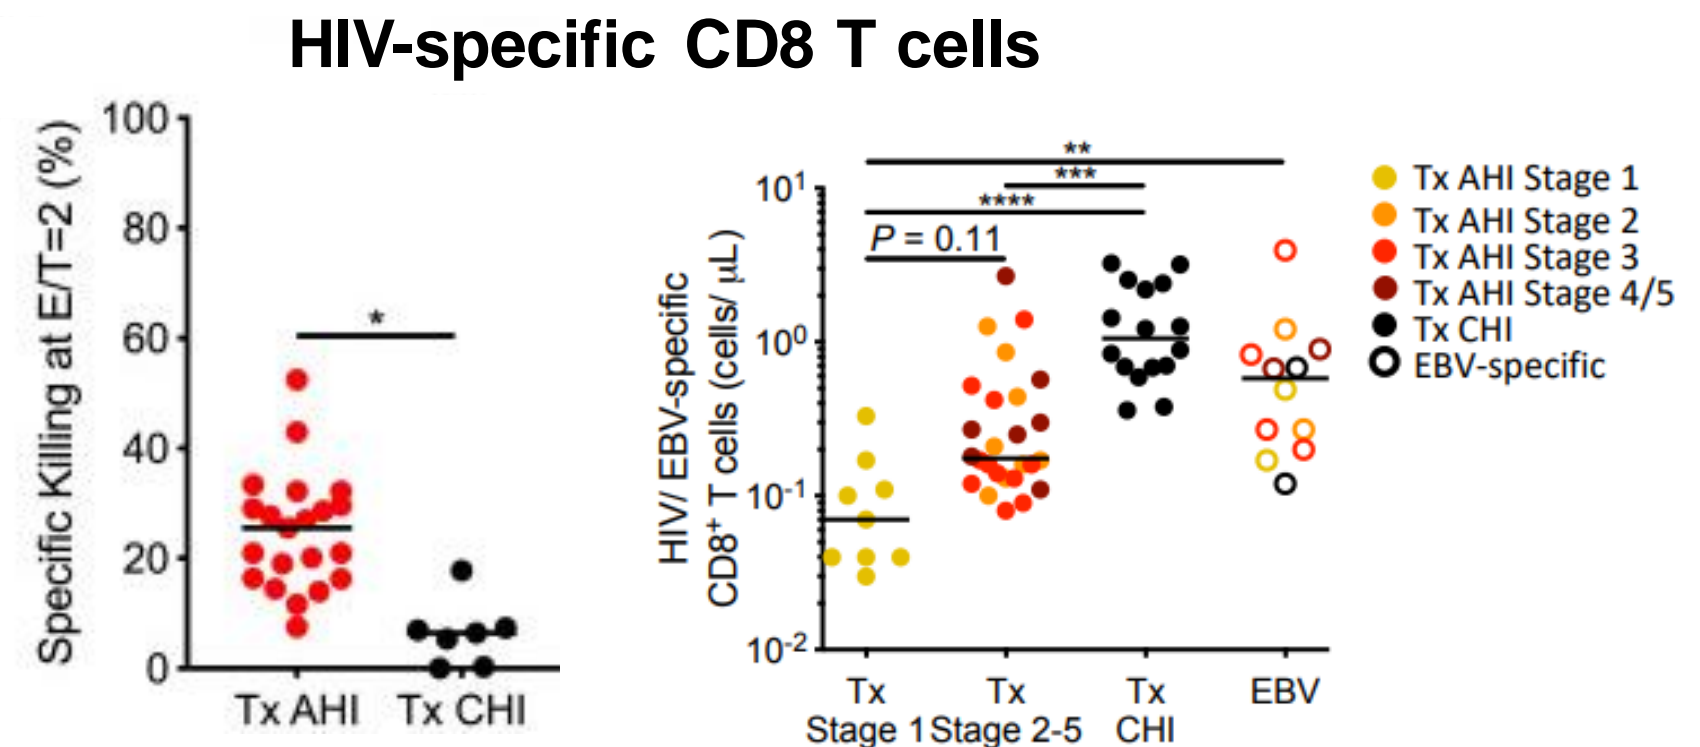 HIV-specific CD8 T cells
Specific Killing at E/T=2 (%)
100
80
60
40
20
0
*
Tx AHI
Tx CHI
HIV/ EBV-specific
CD8+ T cells (cells/ μL)
10¹
10⁰
10-1
10-2
**
***
****
P = 0.11
Tx
Stage 1
Tx
Stage 2-5
Tx
CHI
EBV
Tx AHI Stage 1
Tx AHI Stage 2
Tx AHI Stage 3
Tx AHI Stage 4/5
Tx CHI
EBV-specific